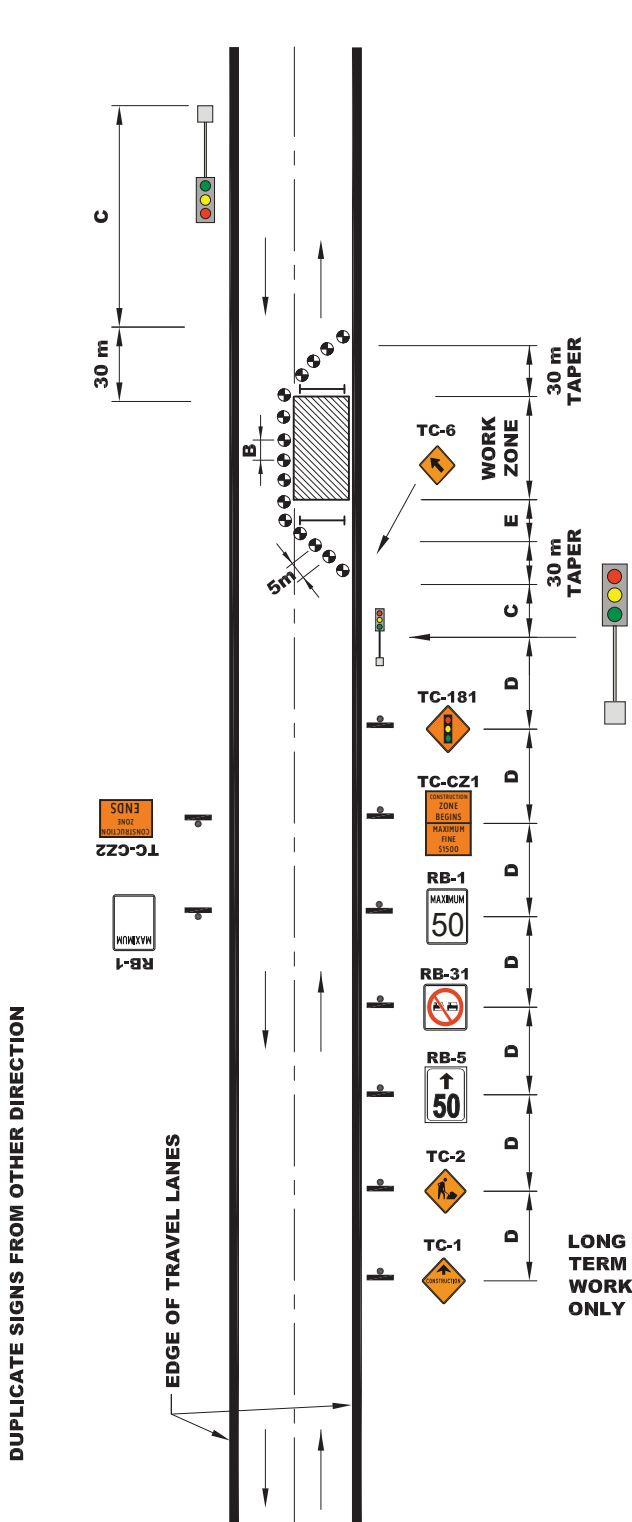 C
30 m
B
5m
30 m
TAPER
WORK
ZONE
TC-6
E
30 m
TAPER
C
D
TC-181
D
TC-CZ1
CONSTRUCTION
ZONE
BEGINS
MAXIMUM
FINE
$1500
D
RB-1
MAXIMUM
50
D
RB-31
D
RB-5
50
D
TC-2
D
TC-1
CONSTRUCTION
LONG
TERM
WORK
ONLY
CONSTRUCTION
ZONE
ENDS
TC-CZ2
MAXIMUM
RB-1
EDGE OF TRAVEL LANES
DUPLICATE SIGNS FROM OTHER DIRECTION